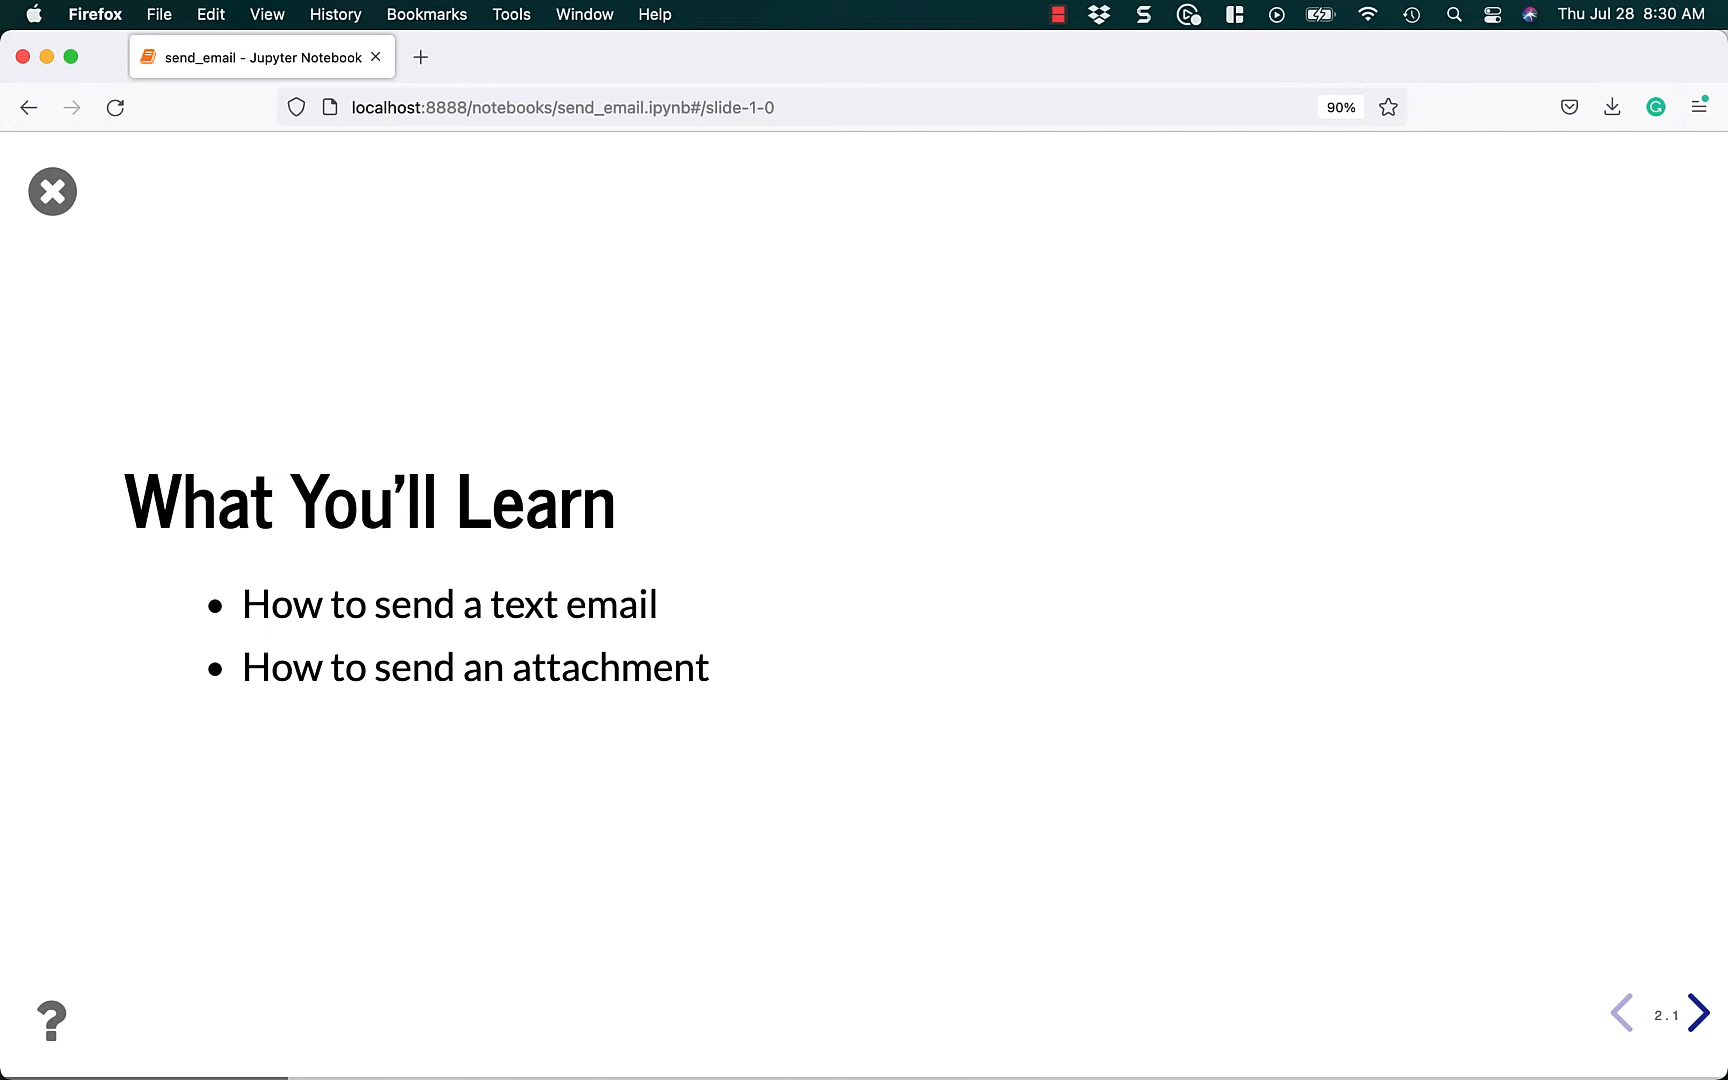 Firefox File Edit View History Bookmarks Tools Window Help Thu Jul 28 8:30 AM
send_email - Jupyter Notebook
localhost:8888/notebooks/send_email.ipynb#/slide-1-0 90%
What You'll Learn
• How to send a text email
• How to send an attachment
? 2.1